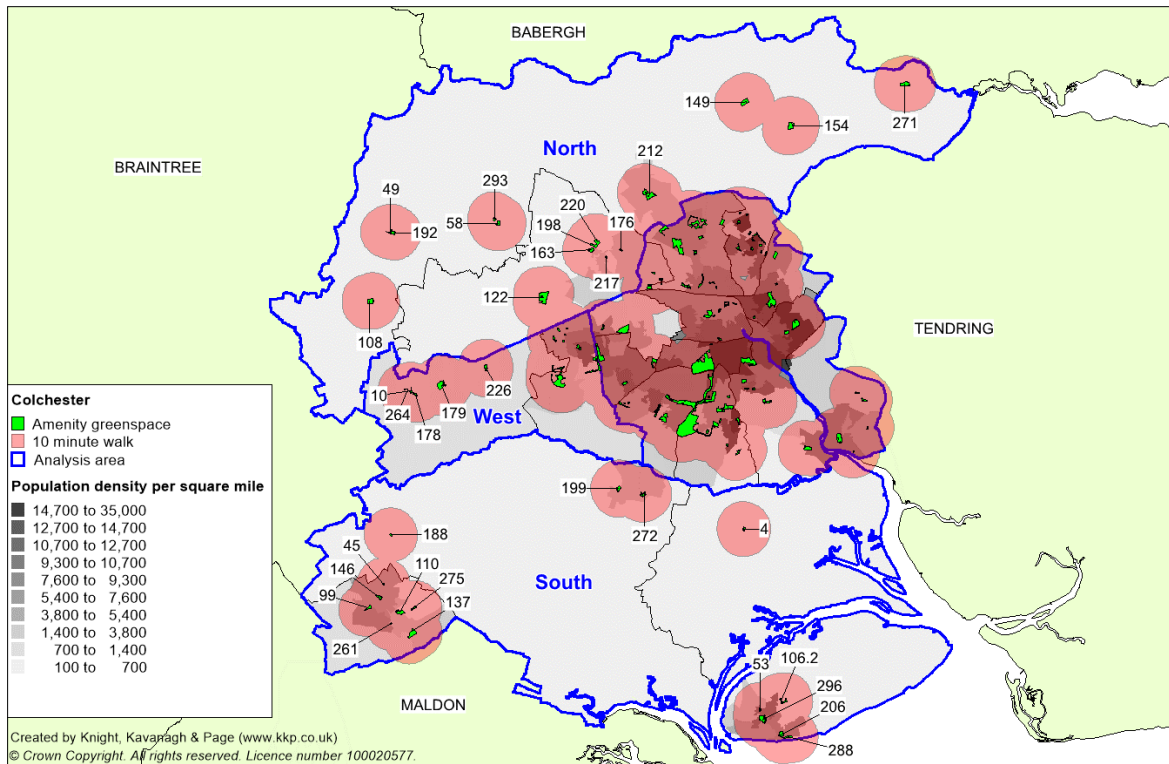 BABERGH
149
154
271
BRAINTREE
North
212
49
293
220
198
176
58
192
163
217
122
TENDRING
108
226
10
264
179
West
178
199
272
4
188
45
146
110
South
275
99
137
261
53
106.2
296
206
288
MALDON
Colchester
Amenity greenspace
10 minute walk
Analysis area
Population density per square mile
14,700 to 35,000
12,700 to 14,700
10,700 to 12,700
9,300 to 10,700
7,600 to 9,300
5,400 to 7,600
3,800 to 5,400
1,400 to 3,800
700 to 1,400
100 to 700
Created by Knight, Kavanagh & Page (www.kkp.co.uk)
© Crown Copyright. All rights reserved. Licence number 100020577.